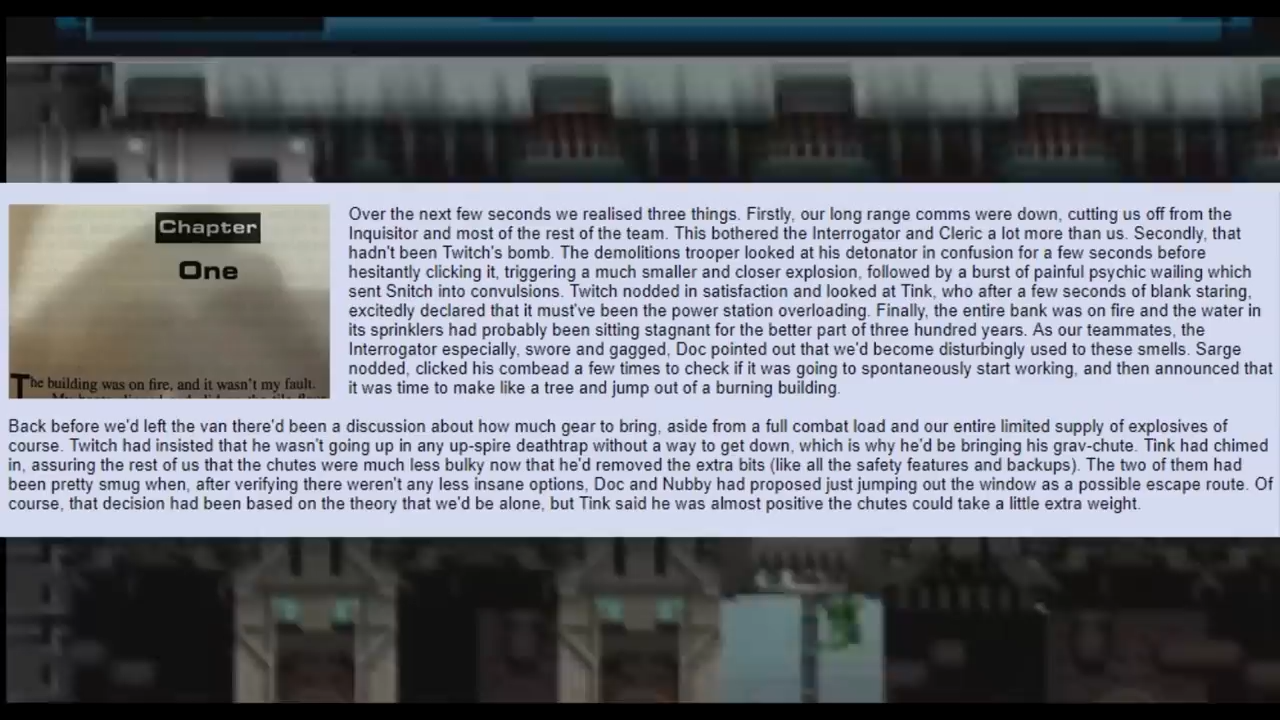 Chapter
One
The building was on fire, and it wasn't my fault.
Over the next few seconds we realised three things. Firstly, our long range comms were down, cutting us off from the
Inquisitor and most of the rest of the team. This bothered the Interrogator and Cleric a lot more than us. Secondly, that
hadn't been Twitch's bomb. The demolitions trooper looked at his detonator in confusion for a few seconds before
hesitantly clicking it, triggering a much smaller and closer explosion, followed by a burst of painful psychic wailing which
sent Snitch into convulsions. Twitch nodded in satisfaction and looked at Tink, who after a few seconds of blank staring,
excitedly declared that it must've been the power station overloading. Finally, the entire bank was on fire and the water in
its sprinklers had probably been sitting stagnant for the better part of three hundred years. As our teammates, the
Interrogator especially, swore and gagged, Doc pointed out that we'd become disturbingly used to these smells. Sarge
nodded, clicked his combead a few times to check if it was going to spontaneously start working, and then announced that
it was time to make like a tree and jump out of a burning building.
Back before we'd left the van there'd been a discussion about how much gear to bring, aside from a full combat load and our entire limited supply of explosives of
course. Twitch had insisted that he wasn't going up in any up-spire deathtrap without a way to get down, which is why he'd be bringing his grav-chute. Tink had chimed
in, assuring the rest of us that the chutes were much less bulky now that he'd removed the extra bits (like all the safety features and backups). The two of them had
been pretty smug when, after verifying there weren't any less insane options, Doc and Nubby had proposed just jumping out the window as a possible escape route. Of
course, that decision had been based on the theory that we'd be alone, but Tink said he was almost positive the chutes could take a little extra weight.